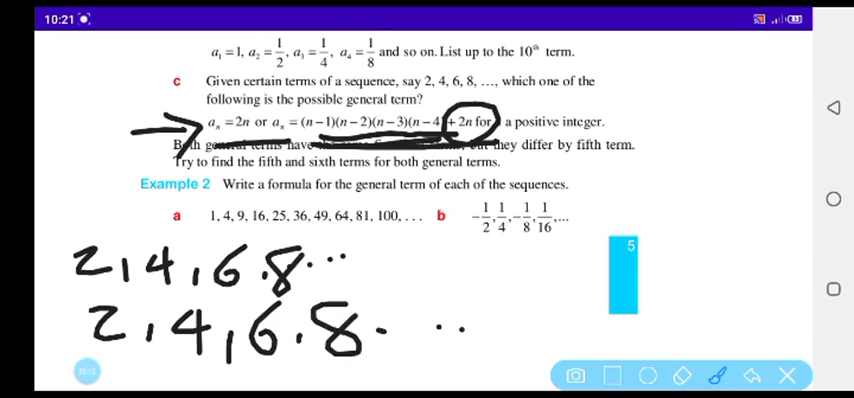 10:21
a₁ = 1, a₂ = 1/2, a₃ = 1/4, a₄ = 1/8 and so on. List up to the 10th term.
c Given certain terms of a sequence, say 2, 4, 6, 8, …, which one of the
following is the possible general term?
aₙ = 2n or aₙ = (n−1)(n−2)(n−3)(n−4)+2n for a positive integer.
Both general terms have they differ by fifth term.
Try to find the fifth and sixth terms for both general terms.
Example 2 Write a formula for the general term of each of the sequences.
a 1, 4, 9, 16, 25, 36, 49, 64, 81, 100, . . . b −1/2, 1/4, −1/8, 1/16, …
5
2, 4, 6, 8...
2, 4, 6, 8. ..